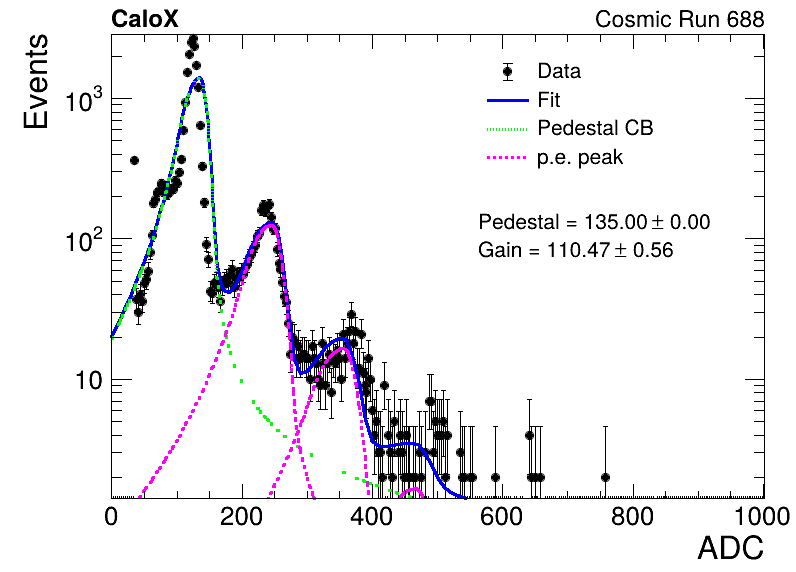 CaloX Cosmic Run 688
Events
Data
Fit
Pedestal CB
p.e. peak
Pedestal = 135.00 ± 0.00
Gain = 110.47 ± 0.56
10³
10²
10
0 200 400 600 800 1000
ADC